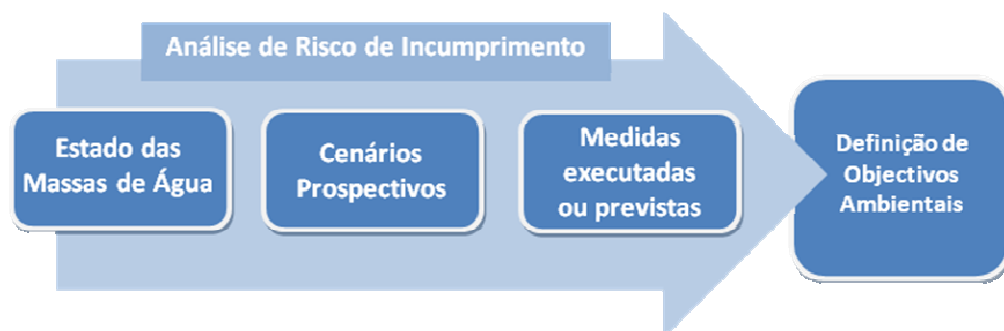 Análise de Risco de Incumprimento
Estado das
Massas de Água
Cenários
Prospectivos
Medidas
executadas
ou previstas
Definição de
Objectivos
Ambientais